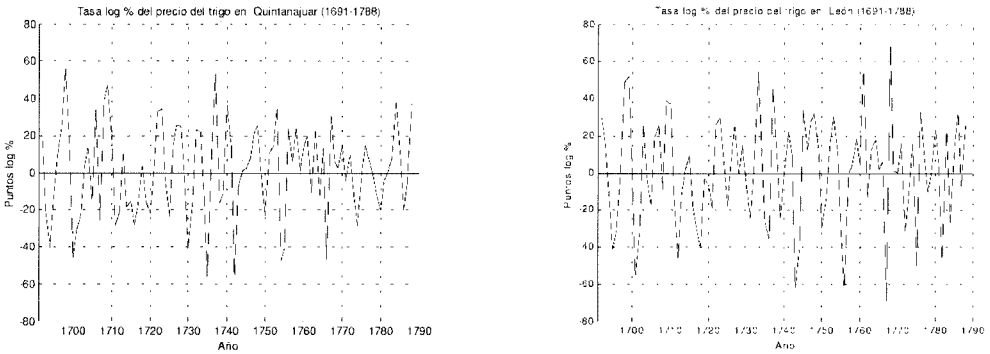 Tasa log % del precio del trigo en Quintanajuar (1691-1788)
80
60
40
20
0
-20
-40
-60
-80
Puntos log %
1700 1710 1720 1730 1740 1750 1760 1770 1780 1790
Año
Tasa log % del precio del trigo en León (1691-1788)
80
60
40
20
0
-20
-40
-60
-80
Puntos log %
1700 1710 1720 1730 1740 1750 1760 1770 1780 1790
Año